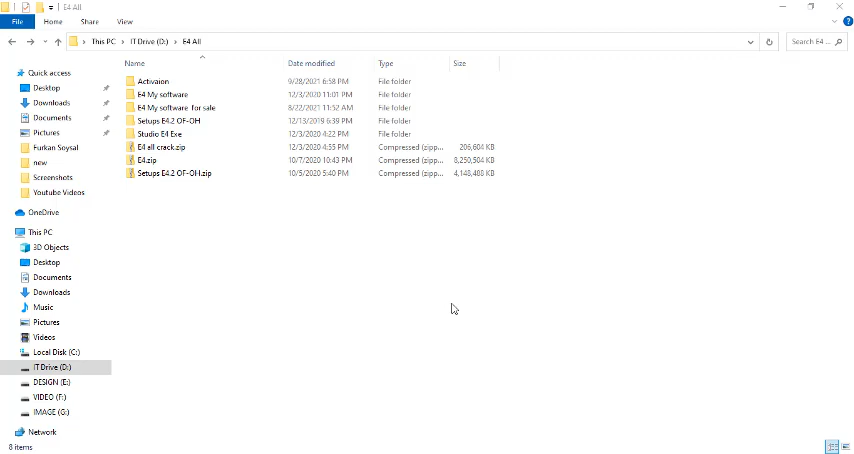 E4 All
File Home Share View
This PC IT Drive (D:) E4 All
Search E4 ...
Name Date modified Type Size
Quick access
Desktop
Downloads
Documents
Pictures
Furkan Soysal
new
Screenshots
Youtube Videos
OneDrive
This PC
3D Objects
Desktop
Documents
Downloads
Music
Pictures
Videos
Local Disk (C:)
IT Drive (D:)
DESIGN (E:)
VIDEO (F:)
IMAGE (G:)
Network
Activaion 9/28/2021 6:58 PM File folder
E4 My software 12/3/2020 11:01 PM File folder
E4 My software for sale 8/22/2021 11:52 AM File folder
Setups E4.2 OF-OH 12/13/2019 6:39 PM File folder
Studio E4 Exe 12/3/2020 4:22 PM File folder
E4 all crack.zip 12/3/2020 4:55 PM Compressed (zipp... 206,604 KB
E4.zip 10/7/2020 10:43 PM Compressed (zipp... 8,250,504 KB
Setups E4.2 OF-OH.zip 10/5/2020 5:40 PM Compressed (zipp... 4,148,488 KB
8 items